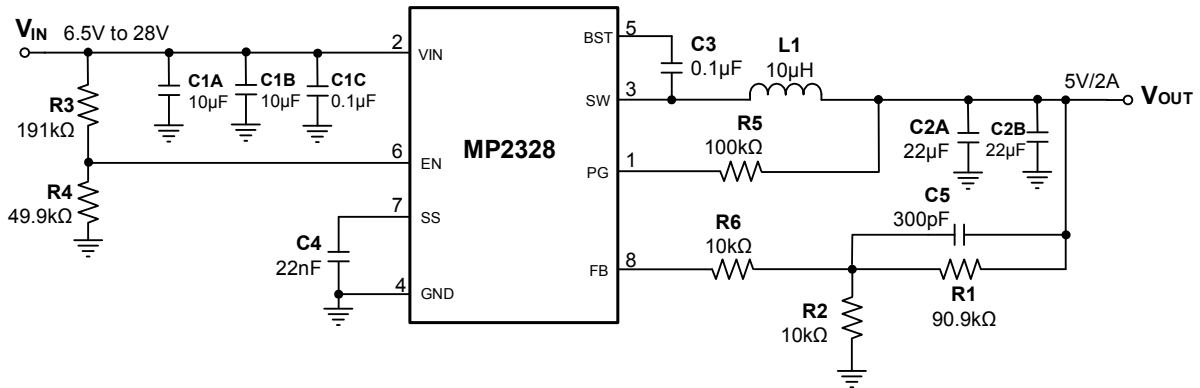 VIN 6.5V to 28V
2 VIN
C1A
10µF
C1B
10µF
C1C
0.1µF
R3
191kΩ
6 EN
R4
49.9kΩ
7 SS
C4
22nF
4 GND
MP2328
BST 5
C3
0.1µF
L1
10µH
SW 3
5V/2A
VOUT
C2A
22µF
C2B
22µF
R5
100kΩ
PG 1
C5
300pF
R6
10kΩ
FB 8
R1
90.9kΩ
R2
10kΩ